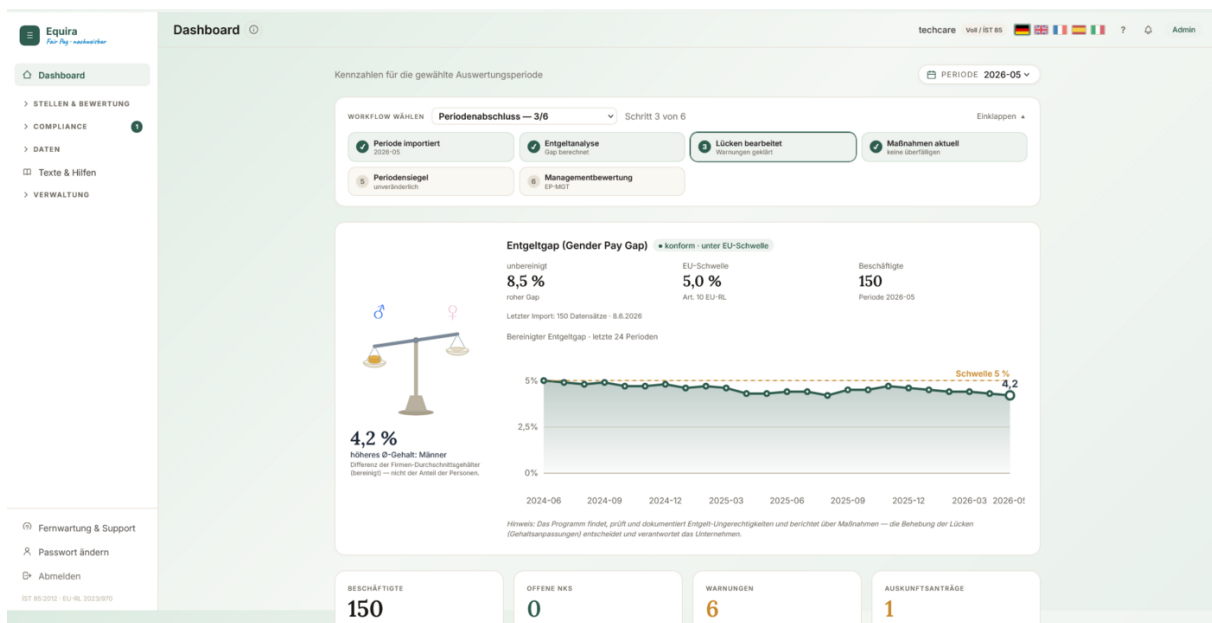 Equira
Fair Pay · nachweisbar
Dashboard
STELLEN & BEWERTUNG
COMPLIANCE
1
DATEN
Texte & Hilfen
VERWALTUNG
Fernwartung & Support
Passwort ändern
Abmelden
İST 85:2012 · EU-RL 2023/970
Dashboard
techcare
Voll / İST 85
?
Admin
Kennzahlen für die gewählte Auswertungsperiode
PERIODE 2026-05
WORKFLOW WÄHLEN
Periodenabschluss — 3/6
Schritt 3 von 6
Einklappen
Periode importiert
2026-05
Entgeltanalyse
Gap berechnet
3
Lücken bearbeitet
Warnungen geklärt
Maßnahmen aktuell
keine überfälligen
5
Periodensiegel
unveränderlich
6
Managementbewertung
EP-MGT
♂
♀
4,2 %
höheres Ø-Gehalt: Männer
Differenz der Firmen-Durchschnittsgehälter
(bereinigt) — nicht der Anteil der Personen.
Entgeltgap (Gender Pay Gap)
• konform · unter EU-Schwelle
unbereinigt
8,5 %
roher Gap
EU-Schwelle
5,0 %
Art. 10 EU-RL
Beschäftigte
150
Periode 2026-05
Letzter Import: 150 Datensätze · 8.6.2026
Bereinigter Entgeltgap · letzte 24 Perioden
Schwelle 5 %
4,2
5%
2,5%
0%
2024-06 2024-09 2024-12 2025-03 2025-06 2025-09 2025-12 2026-03 2026-05
Hinweis: Das Programm findet, prüft und dokumentiert Entgelt-Ungerechtigkeiten und berichtet über Maßnahmen — die Behebung der Lücken
(Gehaltsanpassungen) entscheidet und verantwortet das Unternehmen.
BESCHÄFTIGTE
150
OFFENE NKS
0
WARNUNGEN
6
AUSKUNFTSANTRÄGE
1